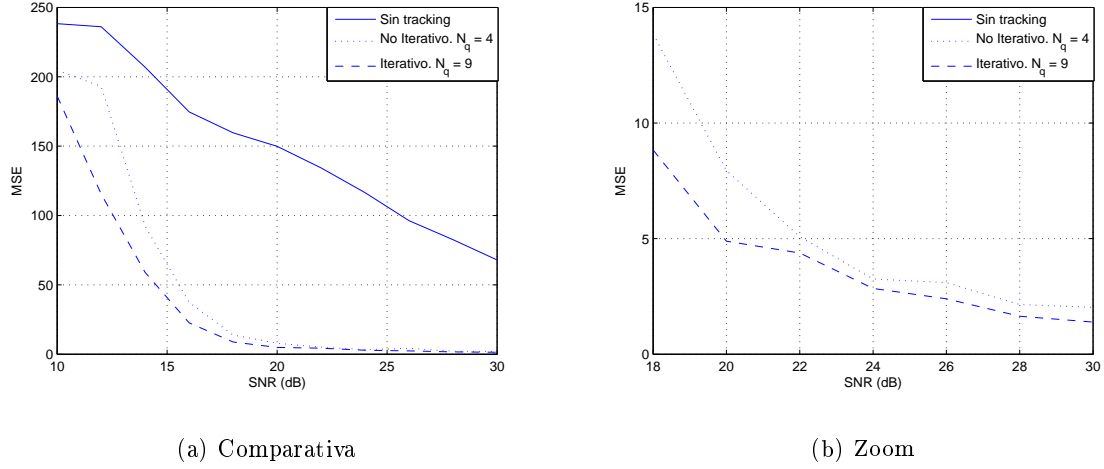 250
200
150
100
50
0
MSE
10 15 20 25 30
SNR (dB)
Sin tracking
No Iterativo. N_q = 4
Iterativo. N_q = 9
(a) Comparativa
15
10
5
0
MSE
18 20 22 24 26 28 30
SNR (dB)
Sin tracking
No Iterativo. N_q = 4
Iterativo. N_q = 9
(b) Zoom